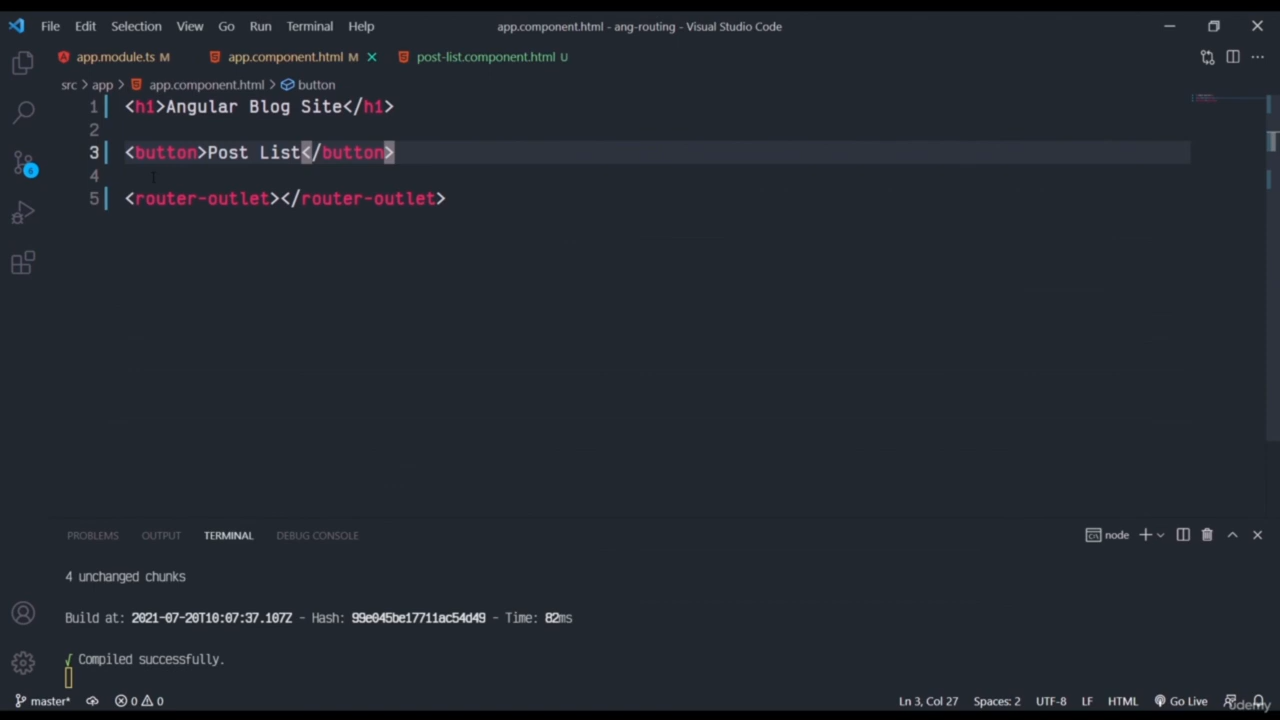 File Edit Selection View Go Run Terminal Help app.component.html - ang-routing - Visual Studio Code
app.module.ts M app.component.html M post-list.component.html U
src > app > app.component.html > button
1 <h1>Angular Blog Site</h1>
2
3 <button>Post List</button>
4
5 <router-outlet></router-outlet>
6
PROBLEMS OUTPUT TERMINAL DEBUG CONSOLE node
4 unchanged chunks
Build at: 2021-07-20T10:07:37.107Z - Hash: 99e045be17711ac54d49 - Time: 82ms
√ Compiled successfully.
master* 0 0 Ln 3, Col 27 Spaces: 2 UTF-8 LF HTML Go Live
udemy